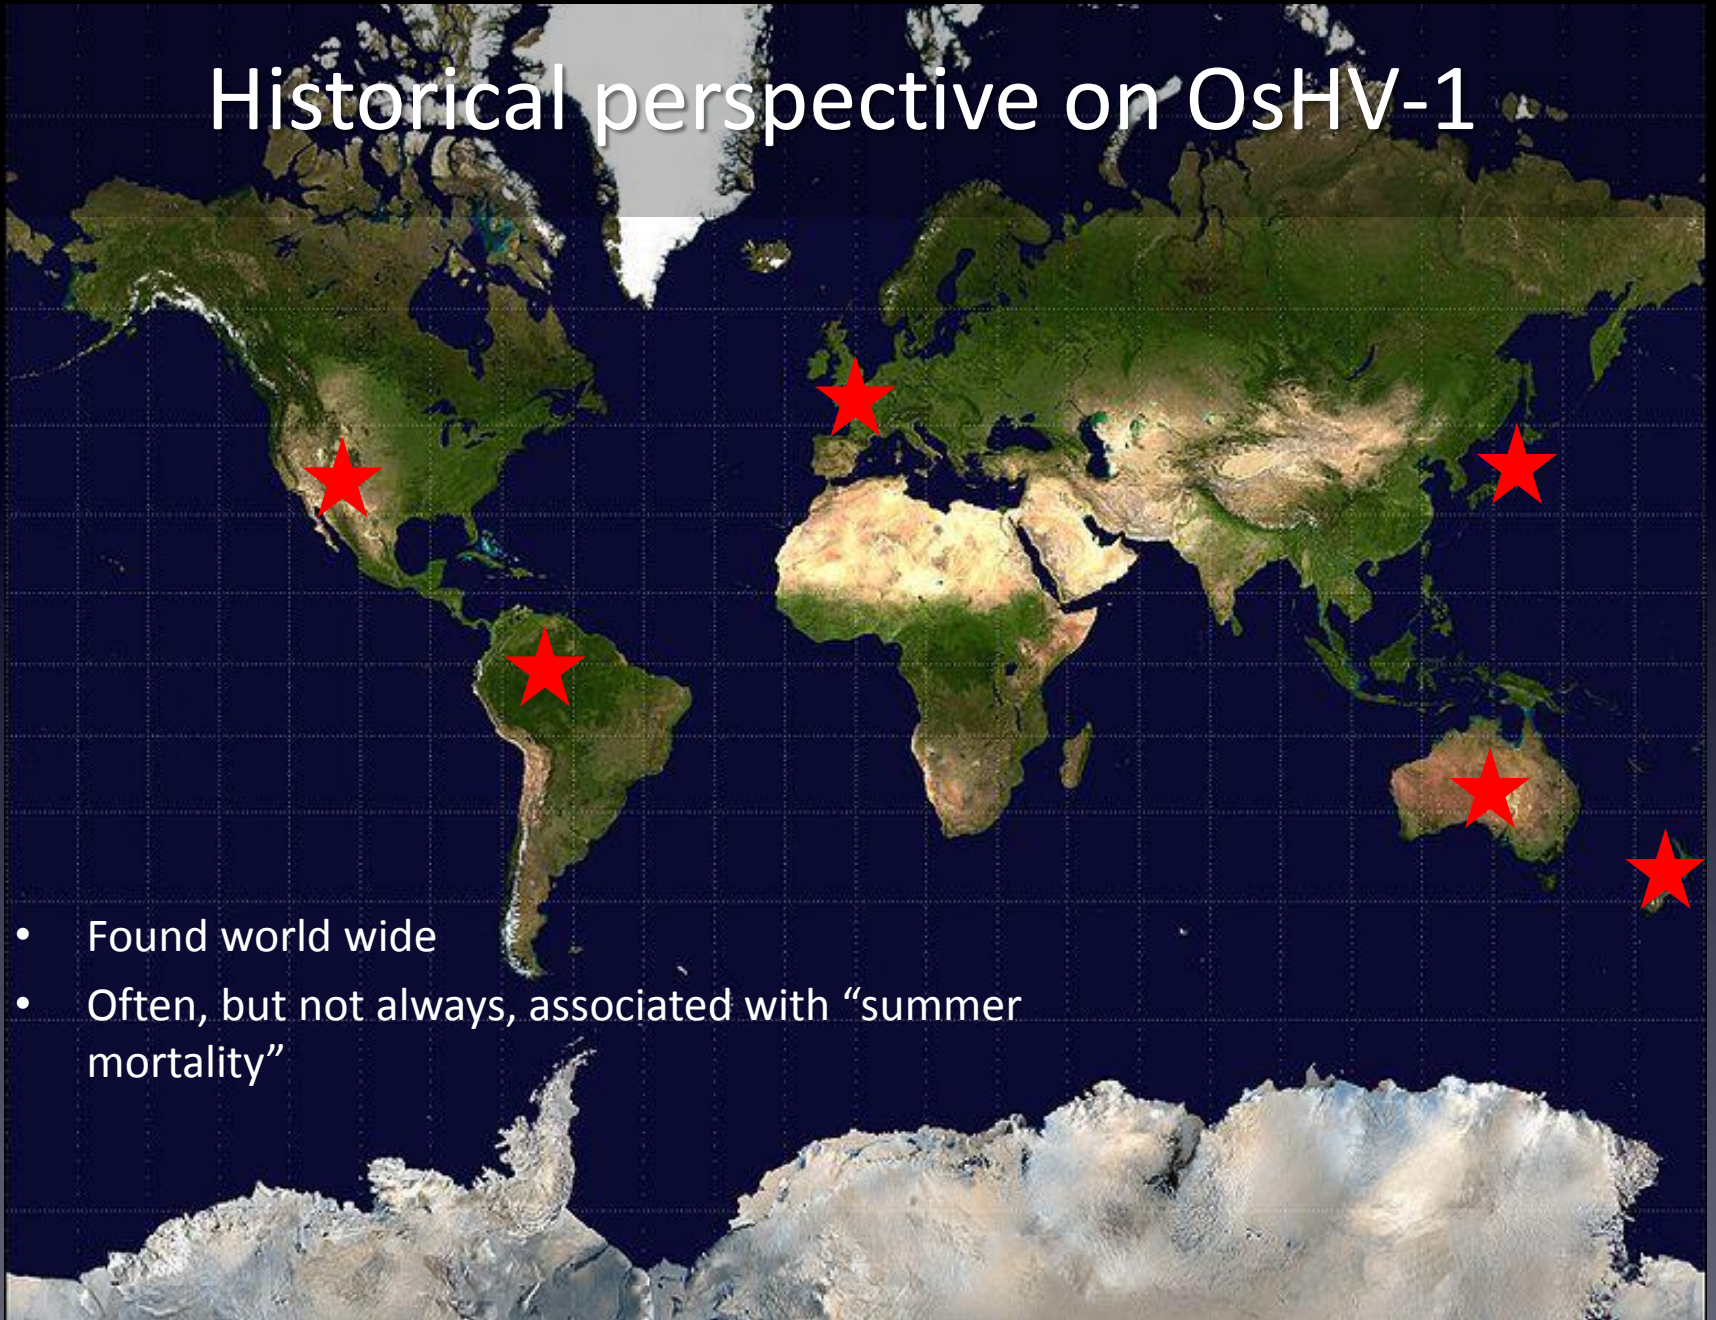 Historical perspective on OsHV-1
• Found world wide
• Often, but not always, associated with “summer
mortality”